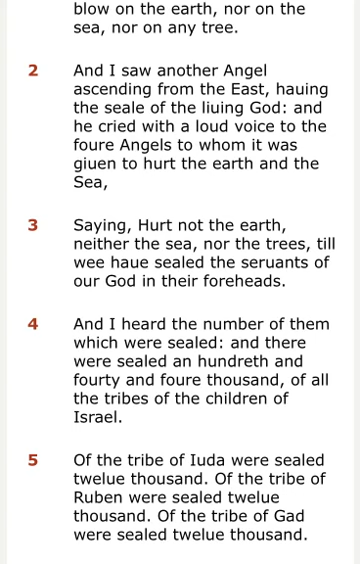 blow on the earth, nor on the
sea, nor on any tree.
2 And I saw another Angel
ascending from the East, hauing
the seale of the liuing God: and
he cried with a loud voice to the
foure Angels to whom it was
giuen to hurt the earth and the
Sea,
3 Saying, Hurt not the earth,
neither the sea, nor the trees, till
wee haue sealed the seruants of
our God in their foreheads.
4 And I heard the number of them
which were sealed: and there
were sealed an hundreth and
fourty and foure thousand, of all
the tribes of the children of
Israel.
5 Of the tribe of Iuda were sealed
twelue thousand. Of the tribe of
Ruben were sealed twelue
thousand. Of the tribe of Gad
were sealed twelue thousand.